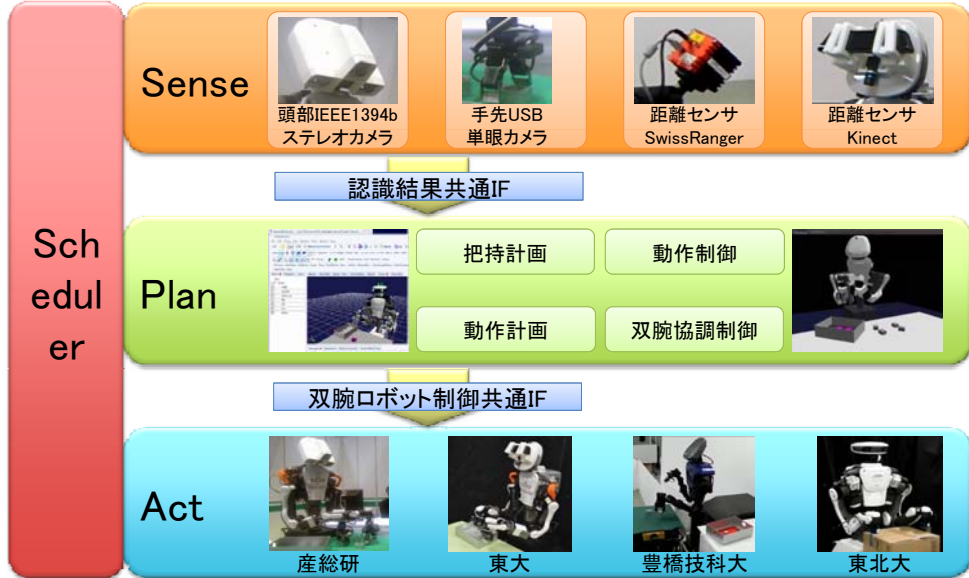 Sch
edul
er
Sense
頭部IEEE1394b
ステレオカメラ
手先USB
単眼カメラ
距離センサ
SwissRanger
距離センサ
Kinect
認識結果共通IF
Plan
把持計画
動作制御
動作計画
双腕協調制御
双腕ロボット制御共通IF
Act
産総研
東大
豊橋技科大
東北大